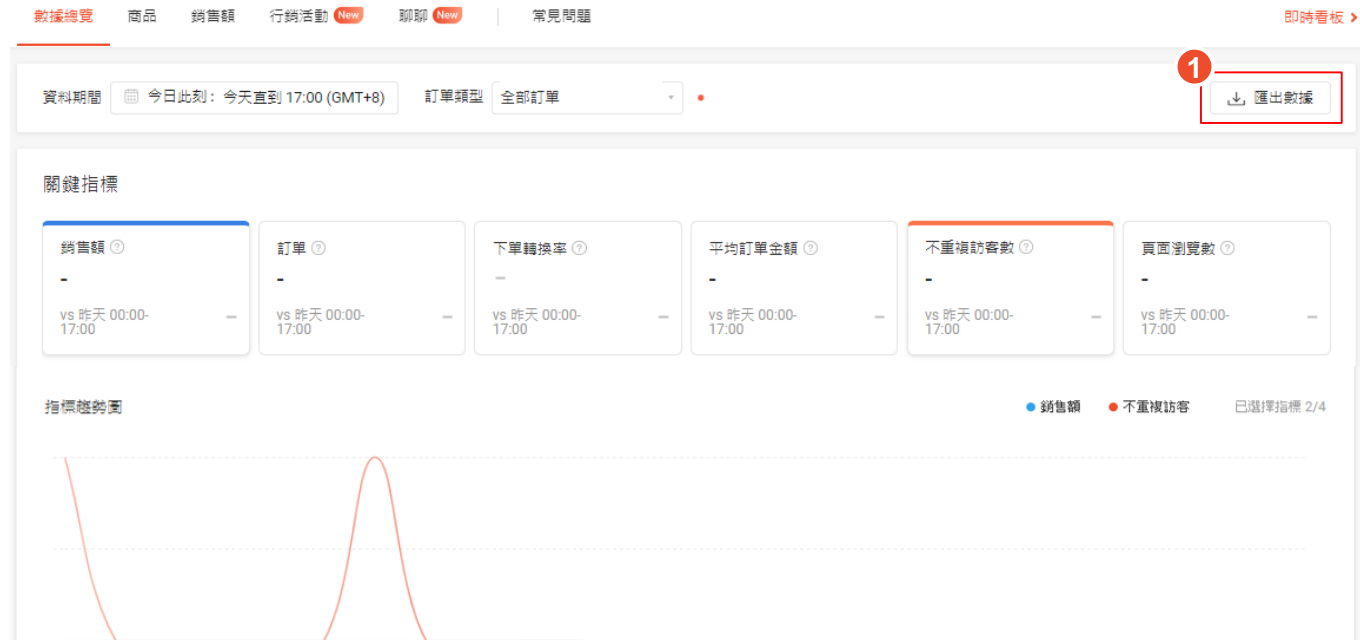 數據總覽 商品 銷售額 行銷活動 New 聊聊 New 常見問題 即時看板
1
資料期間 今日此刻：今天直到 17:00 (GMT+8) 訂單類型 全部訂單 匯出數據
關鍵指標
銷售額 ? 訂單 ? 下單轉換率 ? 平均訂單金額 ? 不重複訪客數 ? 頁面瀏覽數 ?
- - – - - -
vs 昨天 00:00- – vs 昨天 00:00- – vs 昨天 00:00- – vs 昨天 00:00- – vs 昨天 00:00- – vs 昨天 00:00- –
17:00 17:00 17:00 17:00 17:00 17:00
指標趨勢圖 銷售額 不重複訪客 已選擇指標 2/4